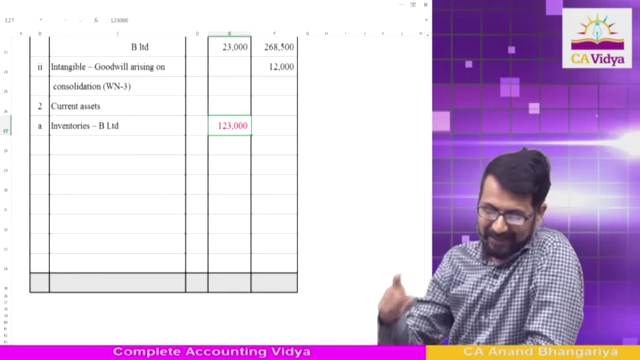 E27
fx 123000
B ltd 23,000 268,500
ii Intangible – Goodwill arising on 12,000
consolidation (WN-3)
2 Current assets
a Inventories – B Ltd 123,000
CA Vidya
Complete Accounting Vidya
CA Anand Bhangariya